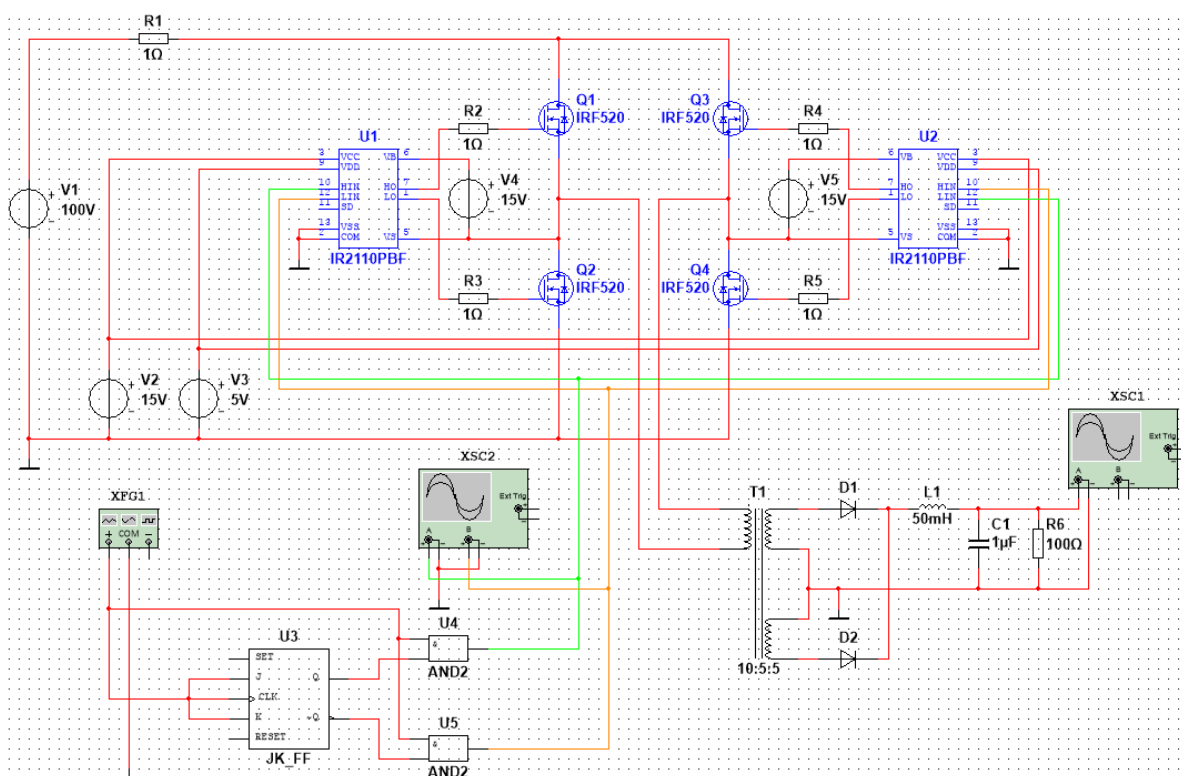 R1
1Ω
V1
100V
U1
VCC
VDD
HIN
LIN
SD
VSS
COM
VB
HO
LO
VS
3
9
10
12
11
13
2
6
7
1
5
IR2110PBF
R2
1Ω
V4
15V
R3
1Ω
Q1
IRF520
Q2
IRF520
Q3
IRF520
Q4
IRF520
R4
1Ω
V5
15V
R5
1Ω
U2
VB
HO
LO
VS
VCC
VDD
HIN
LIN
SD
VSS
COM
6
7
1
5
3
9
10
12
11
13
2
IR2110PBF
V2
15V
V3
5V
XSC1
Ext Trig
A
B
XFG1
COM
XSC2
Ext Trig
A
B
T1
10:5:5
D1
L1
50mH
C1
1µF
R6
100Ω
D2
U3
SET
J
CLK
K
RESET
Q
~Q
JK_FF
U4
&
AND2
U5
&
AND2